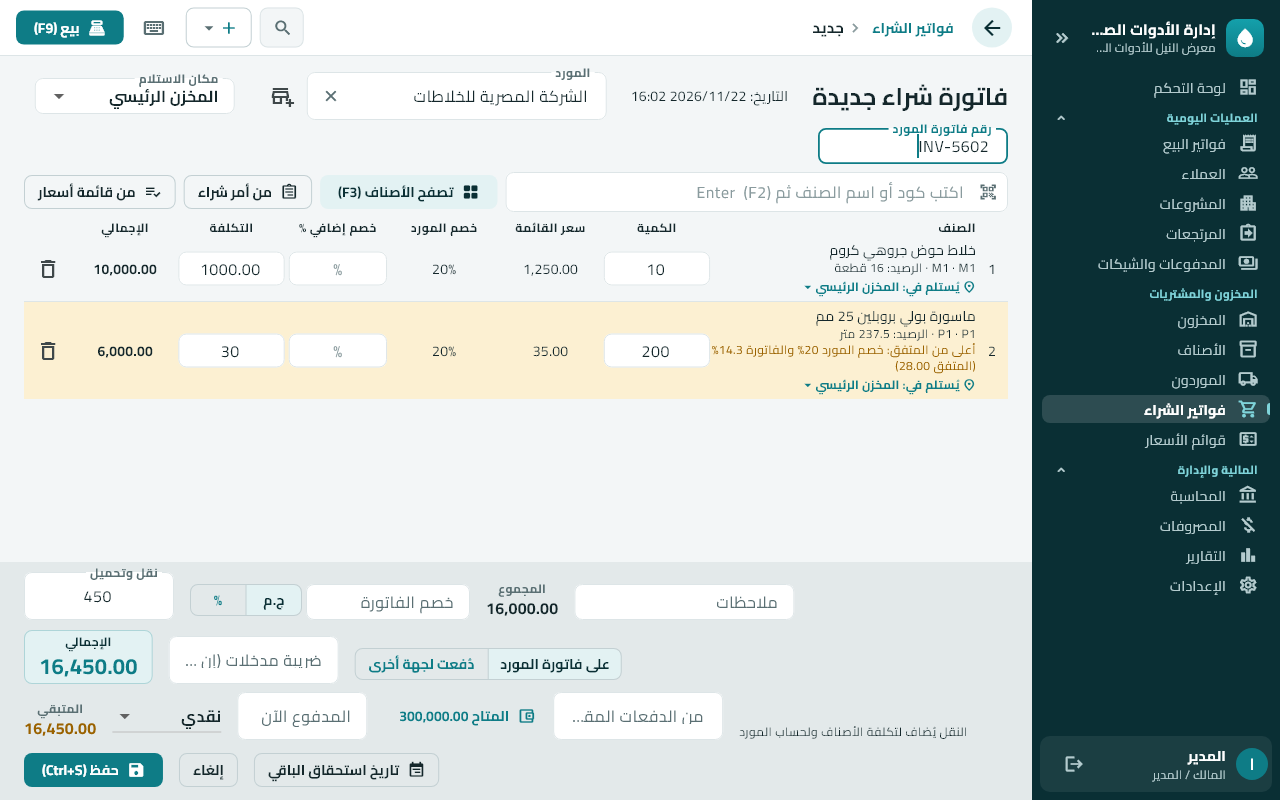 إدارة الأدوات الصـ...
معرض النيل للأدوات الـ...
لوحة التحكم
العمليات اليومية
فواتير البيع
العملاء
المشروعات
المرتجعات
المدفوعات والشيكات
المخزون والمشتريات
المخزون
الأصناف
الموردون
فواتير الشراء
قوائم الأسعار
المالية والإدارة
المحاسبة
المصروفات
التقارير
الإعدادات
المدير
المالك / المدير
فواتير الشراء
جديد
بيع (F9)
فاتورة شراء جديدة
التاريخ: 2026/11/22 16:02
المورد
الشركة المصرية للخلاطات
مكان الاستلام
المخزن الرئيسي
رقم فاتورة المورد
INV-5602
اكتب كود أو اسم الصنف ثم Enter (F2)
تصفح الأصناف (F3)
من أمر شراء
من قائمة أسعار
الصنف الكمية سعر القائمة خصم المورد خصم إضافي % التكلفة الإجمالي
1 خلاط حوض جروهي كروم 10 1,250.00 20% % 1000.00 10,000.00
M1 · M1 · الرصيد: 16 قطعة
يُستلم في: المخزن الرئيسي
2 ماسورة بولي بروبلين 25 مم 200 35.00 20% % 30 6,000.00
P1 · P1 · الرصيد: 237.5 متر
أعلى من المتفق: خصم المورد 20% والفاتورة 14.3%
(المتفق 28.00)
يُستلم في: المخزن الرئيسي
ملاحظات
المجموع
16,000.00
خصم الفاتورة
ج.م
%
نقل وتحميل
450
على فاتورة المورد
دُفعت لجهة أخرى
ضريبة مدخلات (إن ...
الإجمالي
16,450.00
النقل يُضاف لتكلفة الأصناف ولحساب المورد
من الدفعات المقـ...
المتاح 300,000.00
المدفوع الآن
نقدي
المتبقي
16,450.00
تاريخ استحقاق الباقي
إلغاء
حفظ (Ctrl+S)